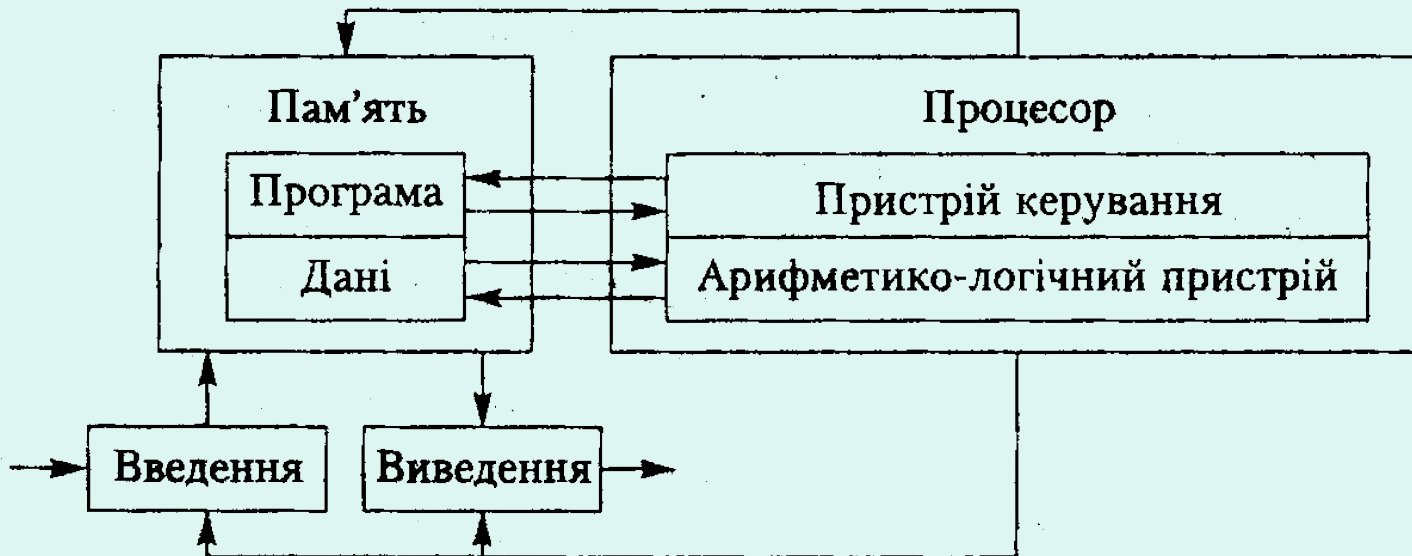 Пам’ять
Процесор
Програма
Пристрій керування
Дані
Арифметико-логічний пристрій
Введення
Виведення